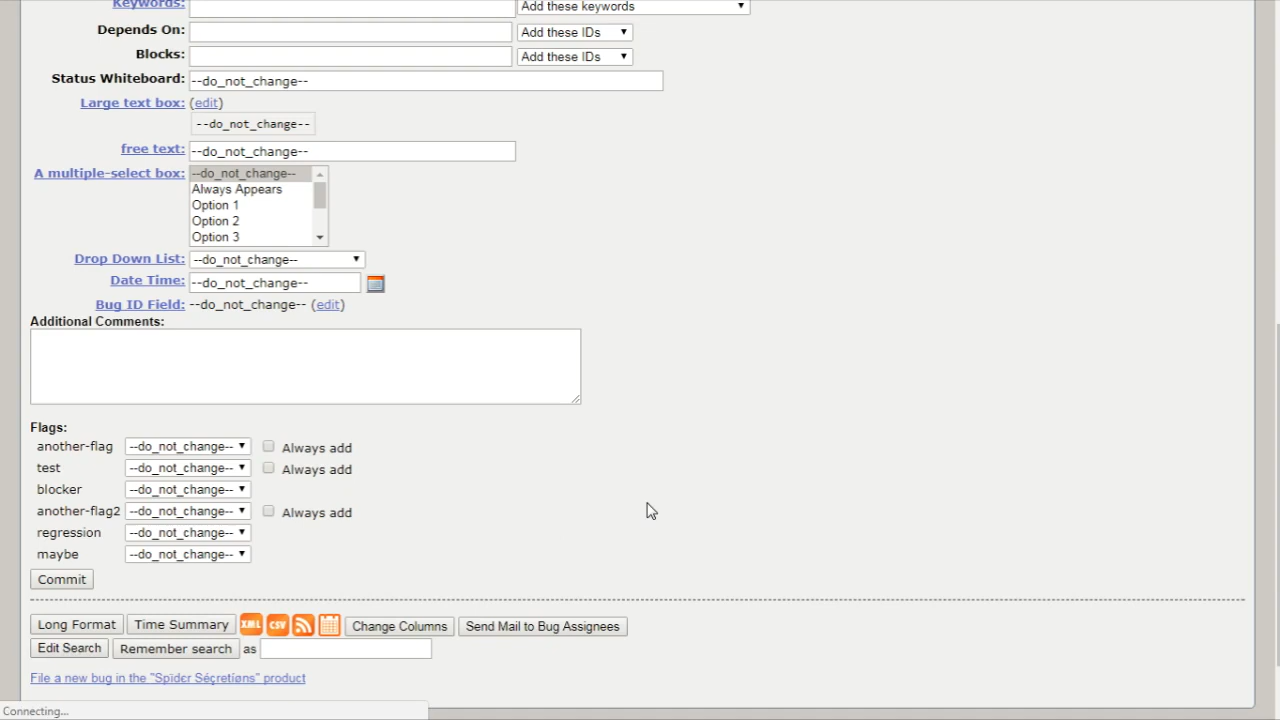 Keywords: Add these keywords
Depends On: Add these IDs
Blocks: Add these IDs
Status Whiteboard: --do_not_change--
Large text box: (edit)
--do_not_change--
free text: --do_not_change--
A multiple-select box: --do_not_change--
Always Appears
Option 1
Option 2
Option 3
Drop Down List: --do_not_change--
Date Time: --do_not_change--
Bug ID Field: --do_not_change-- (edit)
Additional Comments:
Flags:
another-flag --do_not_change-- Always add
test --do_not_change-- Always add
blocker --do_not_change--
another-flag2 --do_not_change-- Always add
regression --do_not_change--
maybe --do_not_change--
Commit
Long Format Time Summary XML CSV Change Columns Send Mail to Bug Assignees
Edit Search Remember search as
File a new bug in the "Spïdєr Séçretíøns" product
Connecting...